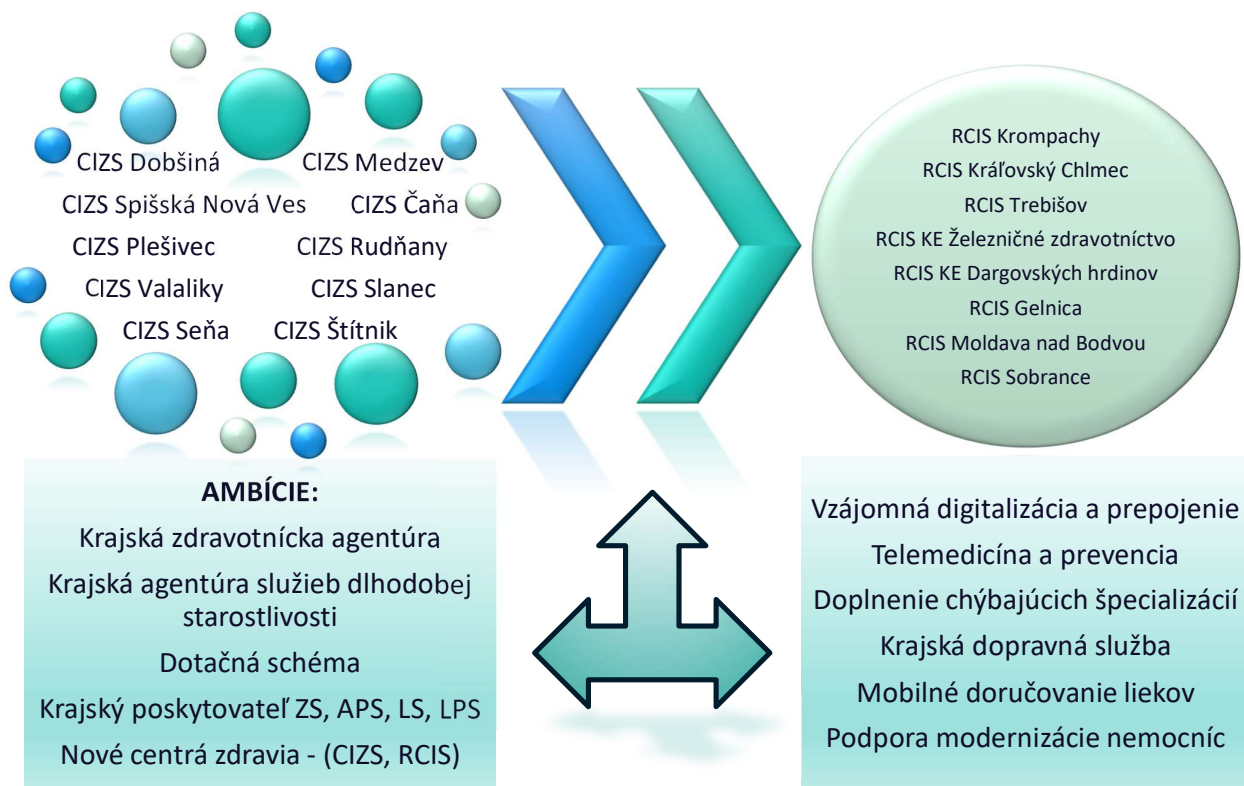 CIZS Dobšiná CIZS Medzev
CIZS Spišská Nová Ves CIZS Čaňa
CIZS Plešivec CIZS Rudňany
CIZS Valaliky CIZS Slanec
CIZS Seňa CIZS Štítnik
RCIS Krompachy
RCIS Kráľovský Chlmec
RCIS Trebišov
RCIS KE Železničné zdravotníctvo
RCIS KE Dargovských hrdinov
RCIS Gelnica
RCIS Moldava nad Bodvou
RCIS Sobrance
AMBÍCIE:
Krajská zdravotnícka agentúra
Krajská agentúra služieb dlhodobej
starostlivosti
Dotačná schéma
Krajský poskytovateľ ZS, APS, LS, LPS
Nové centrá zdravia - (CIZS, RCIS)
Vzájomná digitalizácia a prepojenie
Telemedicína a prevencia
Doplnenie chýbajúcich špecializácií
Krajská dopravná služba
Mobilné doručovanie liekov
Podpora modernizácie nemocníc